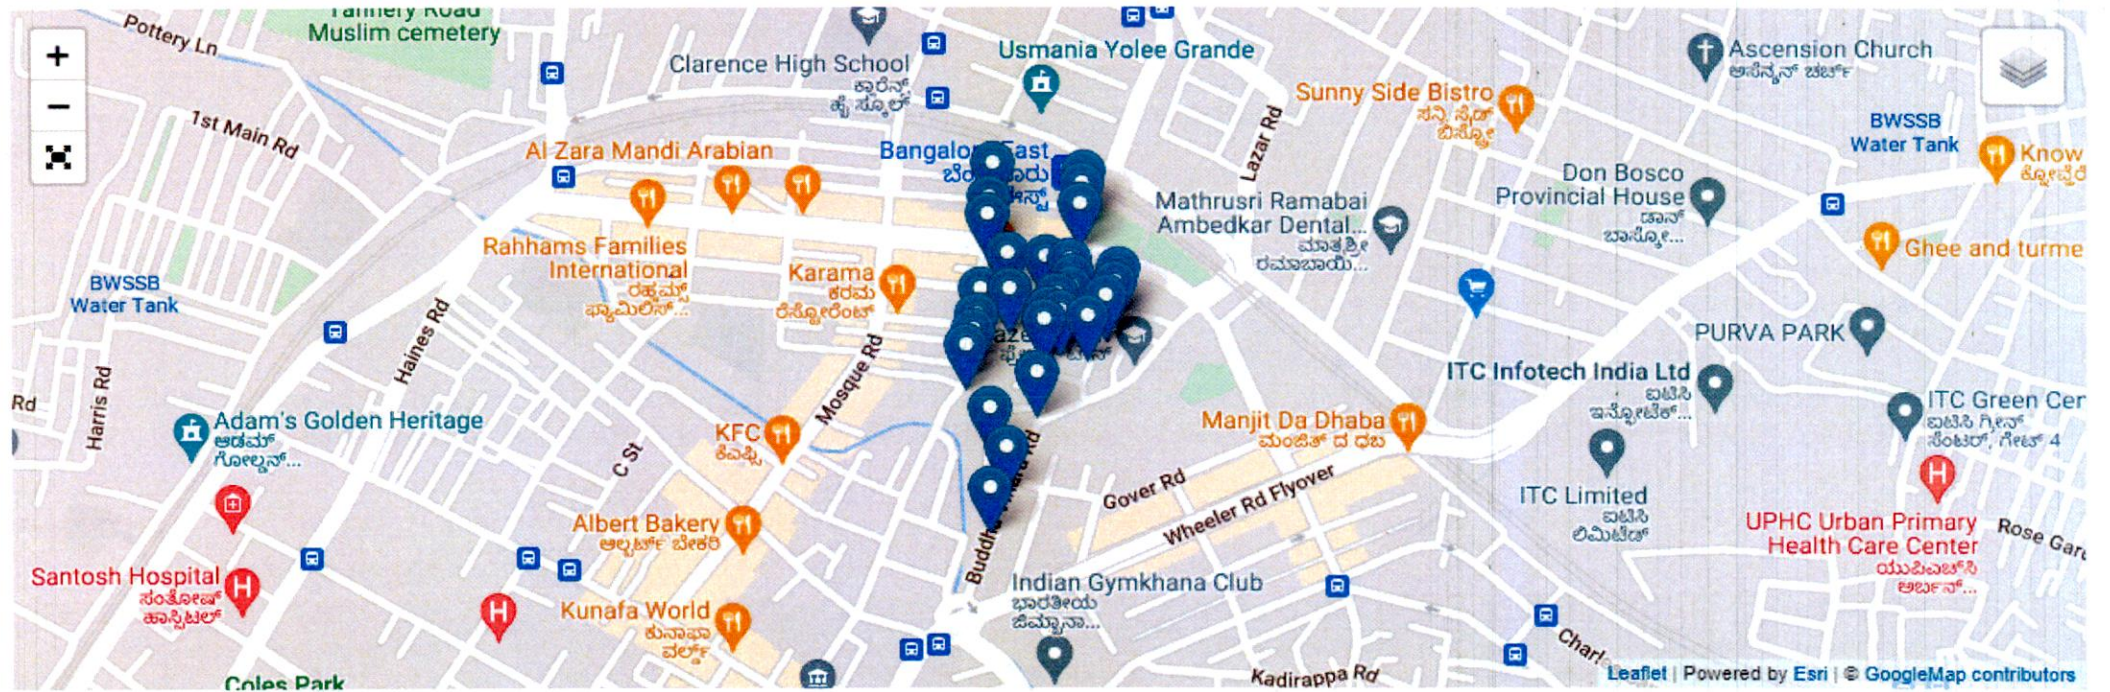 Tannery Road
Muslim cemetery
Pottery Ln
+
−
1st Main Rd
Clarence High School
ಕ್ಲಾರೆನ್ಸ್
ಹೈ ಸ್ಕೂಲ್
Usmania Yolee Grande
Ascension Church
ಅಸೆನ್ಶನ್ ಚರ್ಚ್
Sunny Side Bistro
ಸನ್ನಿ ಸೈಡ್
ಬಿಸ್ಟ್ರೋ
Lazar Rd
BWSSB
Water Tank
Know
Al Zara Mandi Arabian
East
Don Bosco
Provincial House
ಡಾನ್
ಬಾಸ್ಕೋ...
Mathrusri Ramabai
Ambedkar Dental...
ಮಾತೃಶ್ರೀ
ರಮಾಬಾಯಿ...
Rahhams Families
International
ರಹ್ಹಮ್ಸ್
ಫ್ಯಾಮಿಲಿಸ್...
Karama
ಕರಮ
ರೆಸ್ಟೋರೆಂಟ್
Ghee and turme
BWSSB
Water Tank
Haines Rd
Mosque Rd
PURVA PARK
Harris Rd
Rd
ITC Infotech India Ltd
ಐಟಿಸಿ
ಇನ್ಫೋಟೆಕ್...
ITC Green Cen
ಐಟಿಸಿ ಗ್ರೀನ್
ಸೆಂಟರ್, ಗೇಟ್ 4
Adam's Golden Heritage
ಆಡಮ್ಸ್
ಗೋಲ್ಡನ್...
KFC
ಕೆಎಫ್ಸಿ
C St
Manjit Da Dhaba
ಮಂಜಿತ್ ದ ಧಬ
Gover Rd
Wheeler Rd Flyover
ITC Limited
ಐಟಿಸಿ
ಲಿಮಿಟೆಡ್
UPHC Urban Primary
Health Care Center
ಯುಪಿಎಚ್‌ಸಿ
ಅರ್ಬನ್...
Rose Gard
Albert Bakery
ಆಲ್ಬರ್ಟ್ ಬೇಕರಿ
Rd
Santosh Hospital
ಸಂತೋಷ್
ಹಾಸ್ಪಿಟಲ್
Indian Gymkhana Club
ಭಾರತೀಯ
ಜಿಮ್ಖಾನಾ...
Kunafa World
ಕುನಾಫಾ
ವರ್ಲ್ಡ್
Coles Park
Kadirappa Rd
Leaflet | Powered by Esri | © GoogleMap contributors